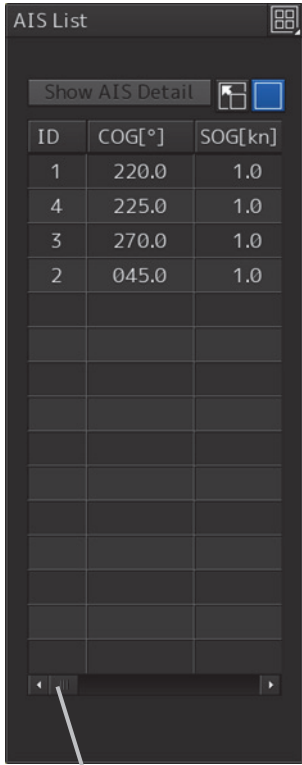 AIS List
Show AIS Detail
ID COG[°] SOG[kn]
1 220.0 1.0
4 225.0 1.0
3 270.0 1.0
2 045.0 1.0